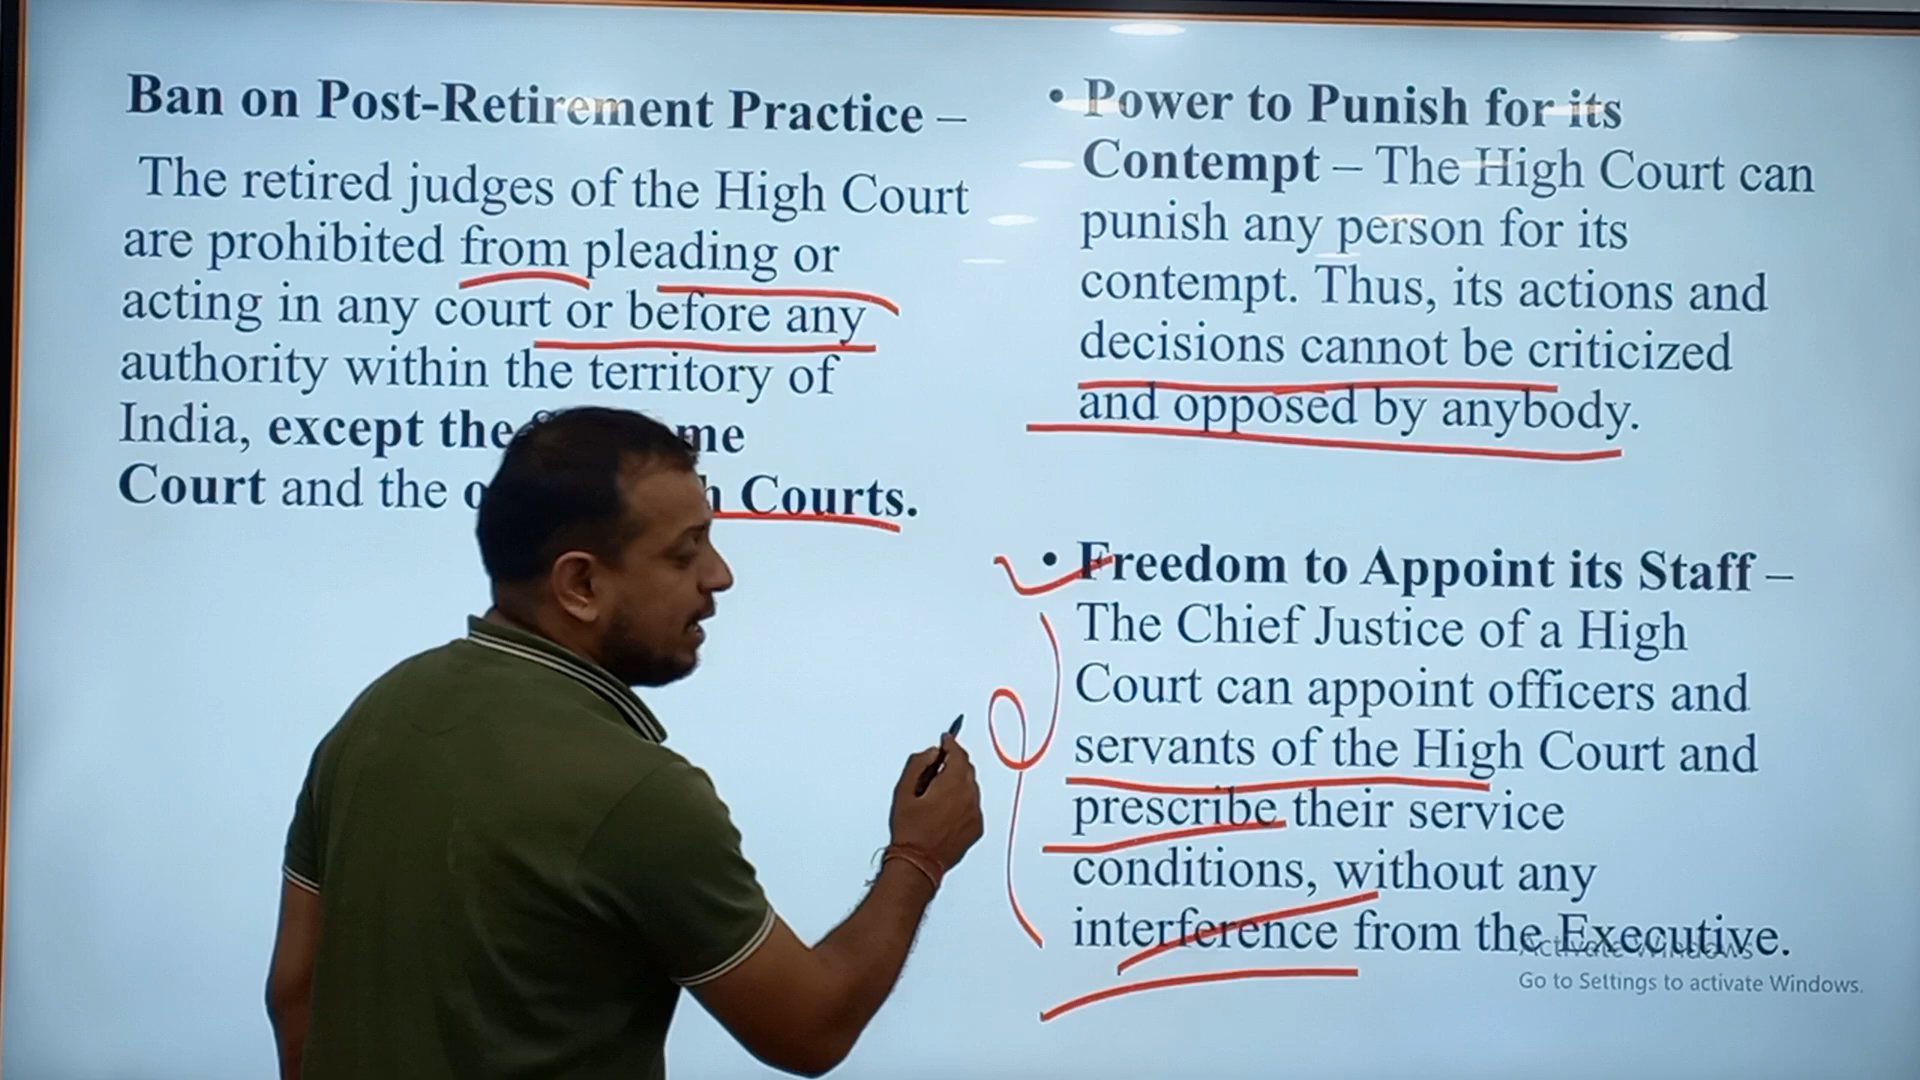 Ban on Post-Retirement Practice –
The retired judges of the High Court
are prohibited from pleading or
acting in any court or before any
authority within the territory of
India, except the me
Court and the Courts.
• Power to Punish for its
Contempt – The High Court can
punish any person for its
contempt. Thus, its actions and
decisions cannot be criticized
and opposed by anybody.
• Freedom to Appoint its Staff –
The Chief Justice of a High
Court can appoint officers and
servants of the High Court and
prescribe their service
conditions, without any
interference from the Executive.
Activate Windows
Go to Settings to activate Windows.